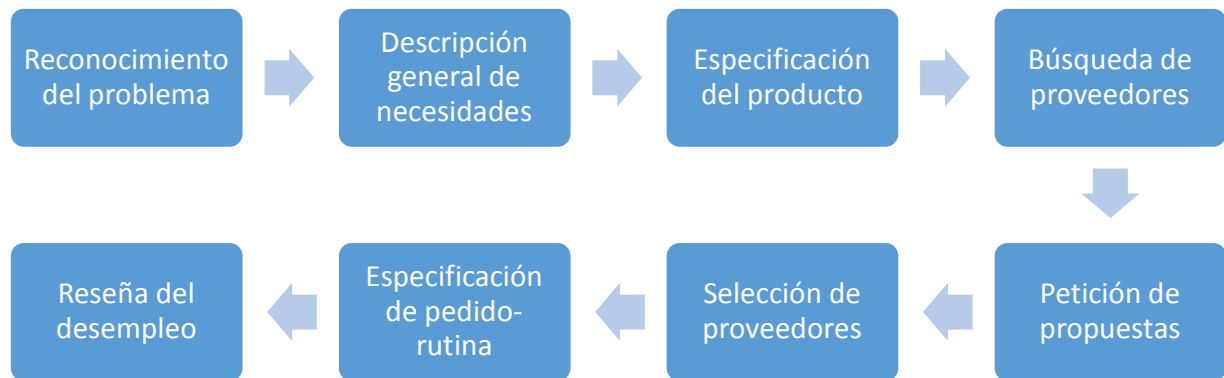 Reconocimiento
del problema
Descripción
general de
necesidades
Especificación
del producto
Búsqueda de
proveedores
Petición de
propuestas
Selección de
proveedores
Especificación
de pedido-
rutina
Reseña del
desempleo